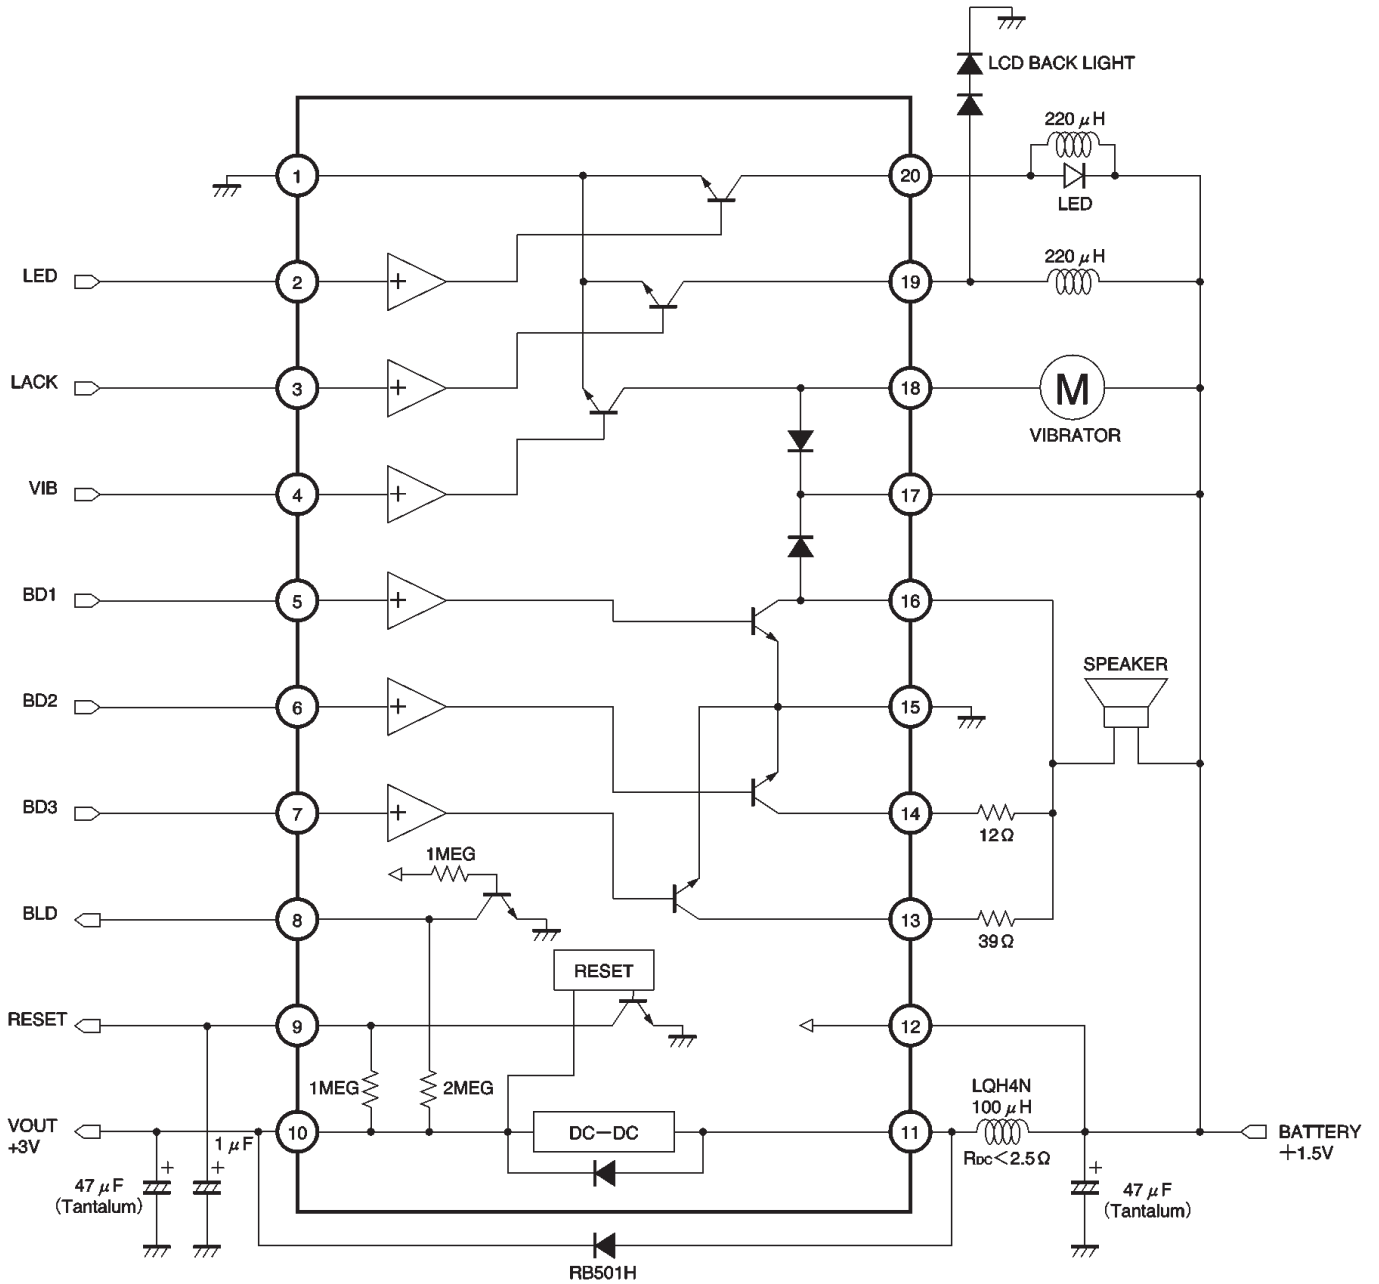 LCD BACK LIGHT
220 μH
1
20
LED
LED
2
19
220 μH
LACK
3
18
M
VIBRATOR
VIB
4
17
BD1
5
16
SPEAKER
BD2
6
15
BD3
7
14
12Ω
1MEG
BLD
8
13
39Ω
RESET
RESET
9
12
1MEG
2MEG
LQH4N
100 μH
VOUT
+3V
10
DC−DC
11
RDC<2.5Ω
BATTERY
+1.5V
1 μF
+
+
+
47 μF
(Tantalum)
47 μF
(Tantalum)
RB501H
+
+
+
+
+
+